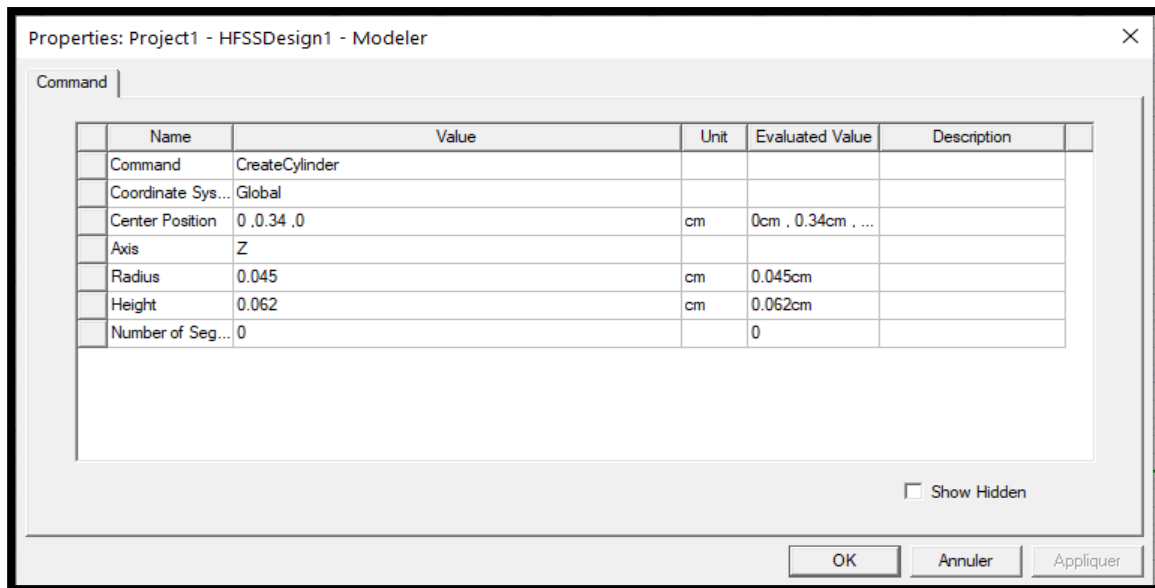 Properties: Project1 - HFSSDesign1 - Modeler
Command
Name Value Unit Evaluated Value Description
Command CreateCylinder
Coordinate Sys... Global
Center Position 0 ,0.34 ,0 cm 0cm , 0.34cm , ...
Axis Z
Radius 0.045 cm 0.045cm
Height 0.062 cm 0.062cm
Number of Seg... 0 0
Show Hidden
OK Annuler Appliquer